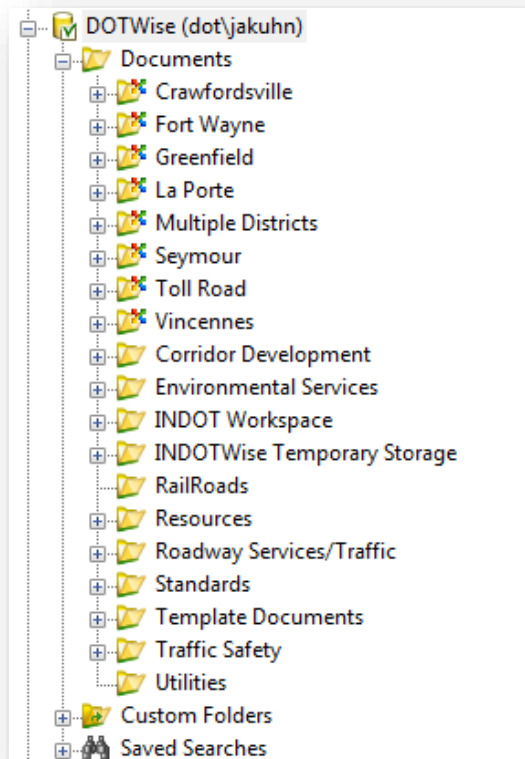 DOTWise (dot\jakuhn)
Documents
Crawfordsville
Fort Wayne
Greenfield
La Porte
Multiple Districts
Seymour
Toll Road
Vincennes
Corridor Development
Environmental Services
INDOT Workspace
INDOTWise Temporary Storage
RailRoads
Resources
Roadway Services/Traffic
Standards
Template Documents
Traffic Safety
Utilities
Custom Folders
Saved Searches